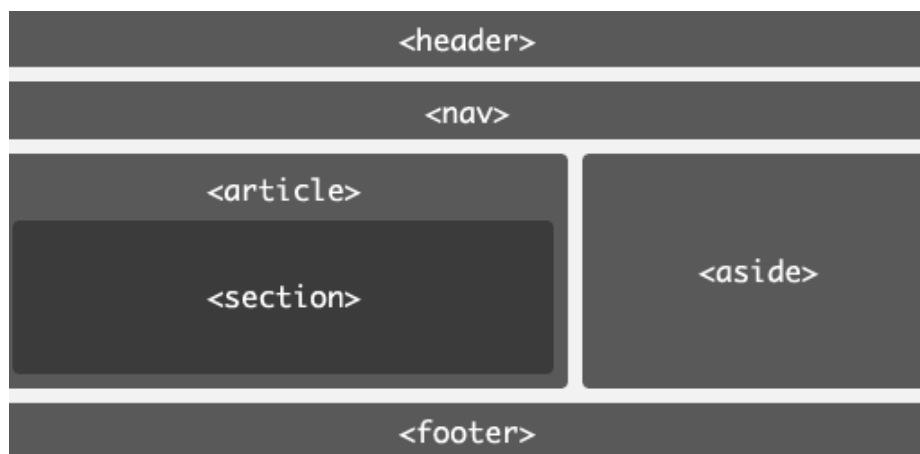 <header>
<nav>
<article>
<section>
<aside>
<footer>